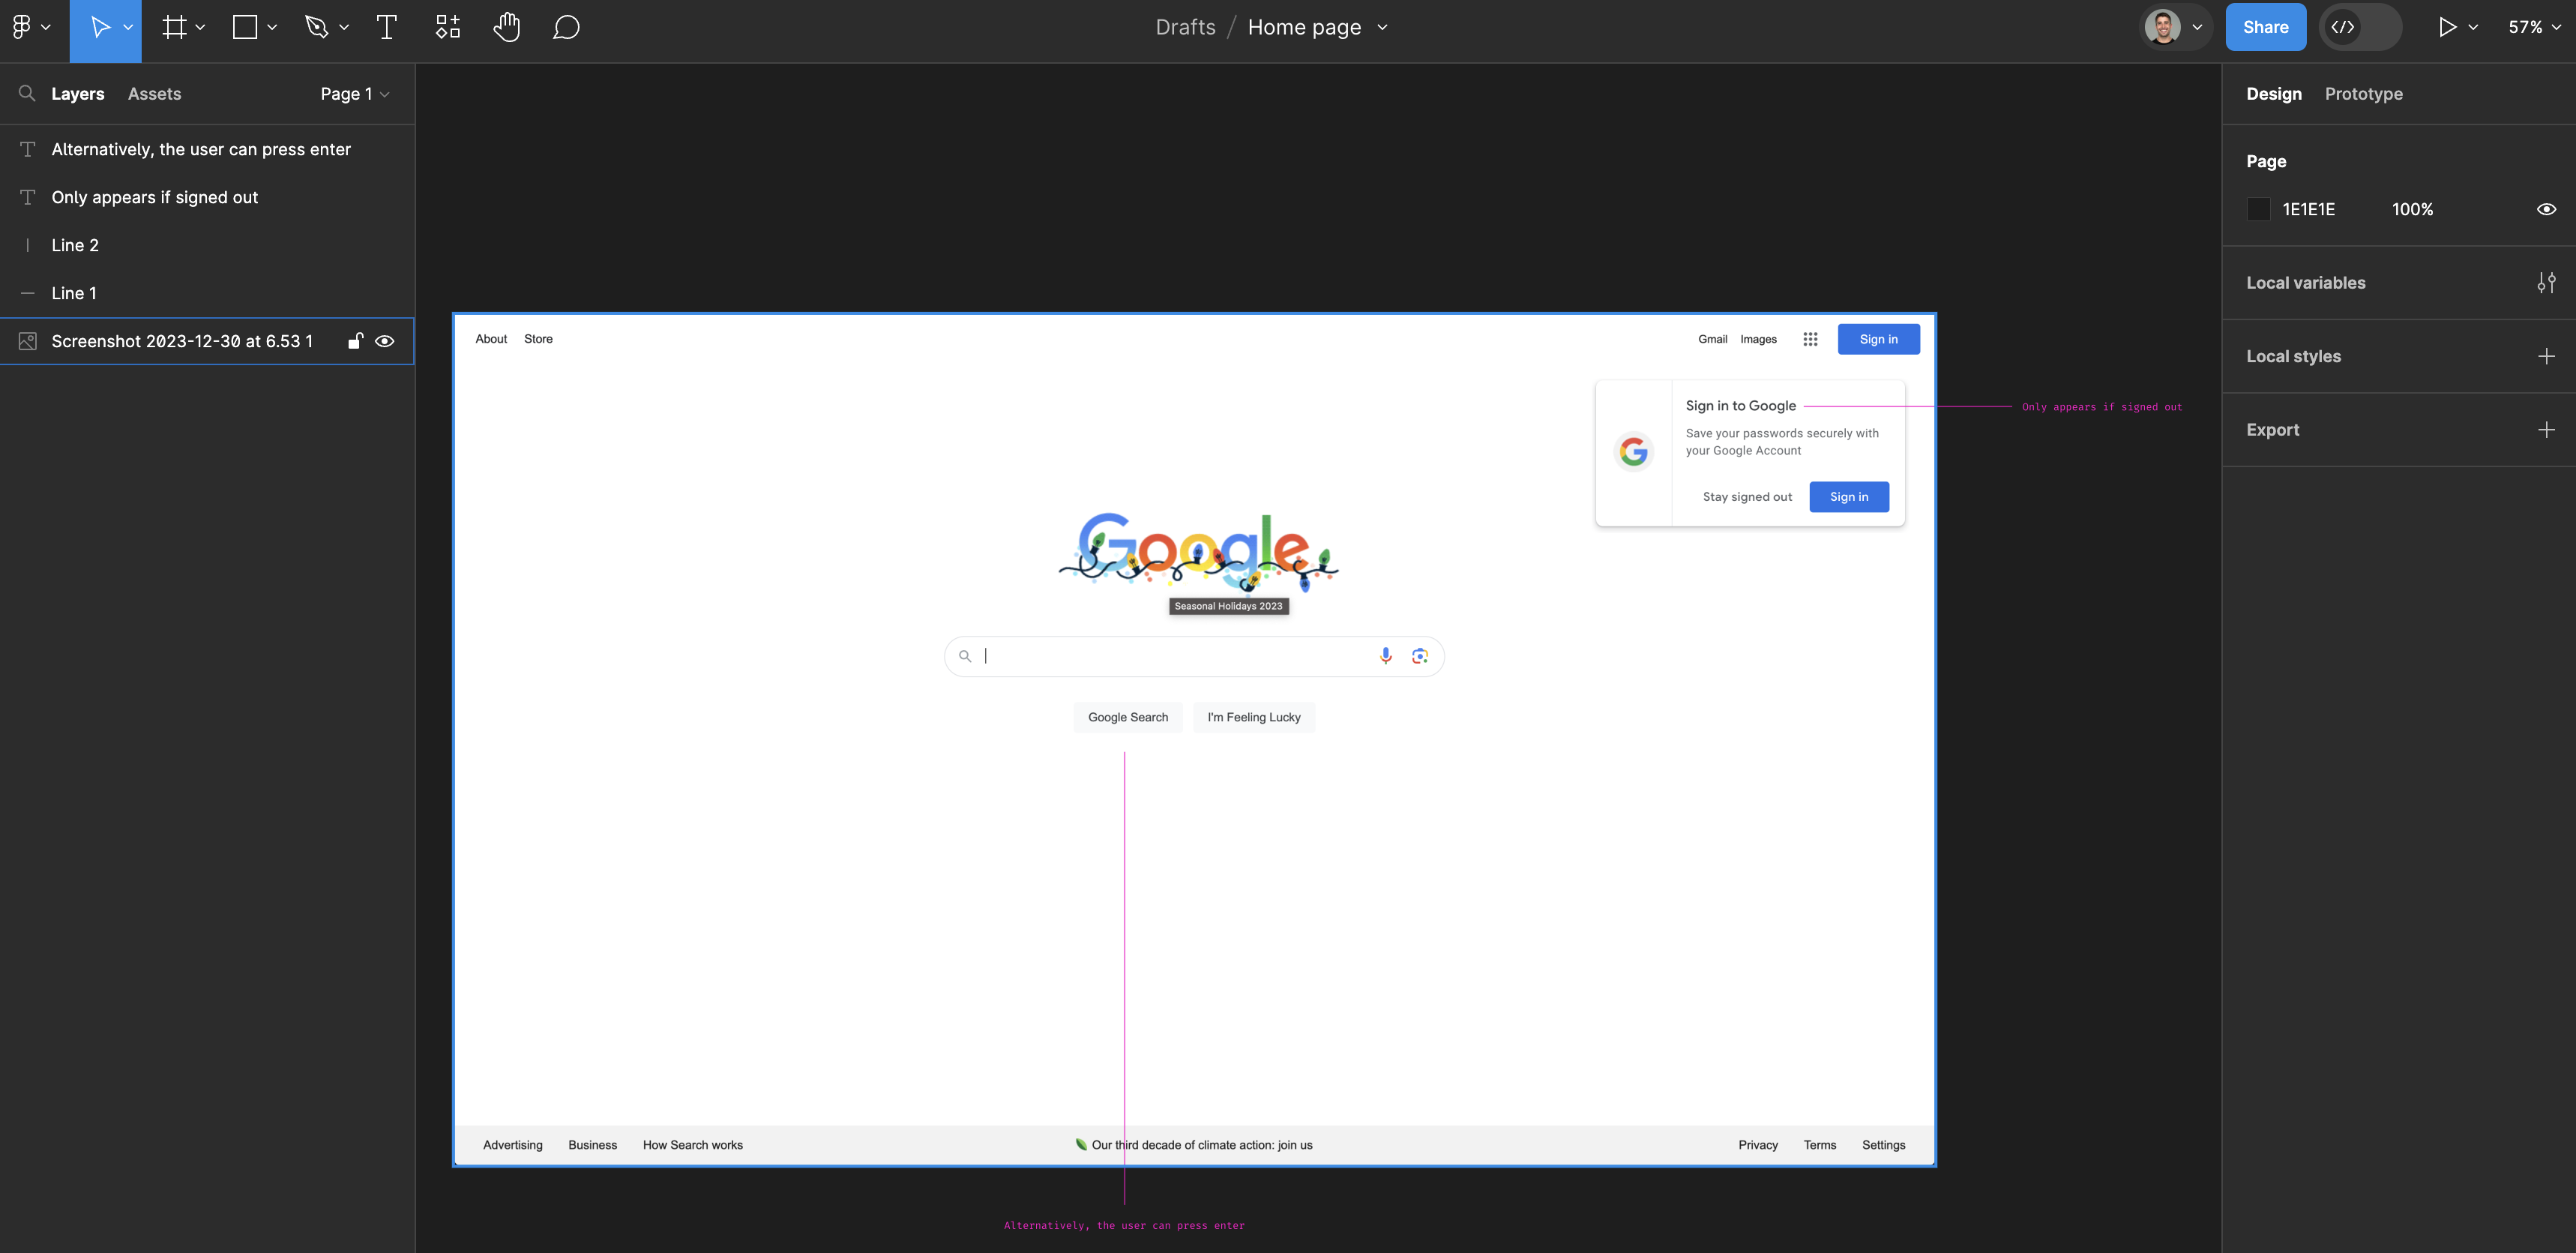 Drafts / Home page
Share
57%
Layers Assets Page 1
Alternatively, the user can press enter
Only appears if signed out
Line 2
Line 1
Screenshot 2023-12-30 at 6.53 1
About Store Gmail Images Sign in
Sign in to Google
Save your passwords securely with
your Google Account
Stay signed out Sign in
Only appears if signed out
Google
Seasonal Holidays 2023
Google Search I'm Feeling Lucky
Advertising Business How Search works Our third decade of climate action: join us Privacy Terms Settings
Alternatively, the user can press enter
Design Prototype
Page
1E1E1E 100%
Local variables
Local styles
Export